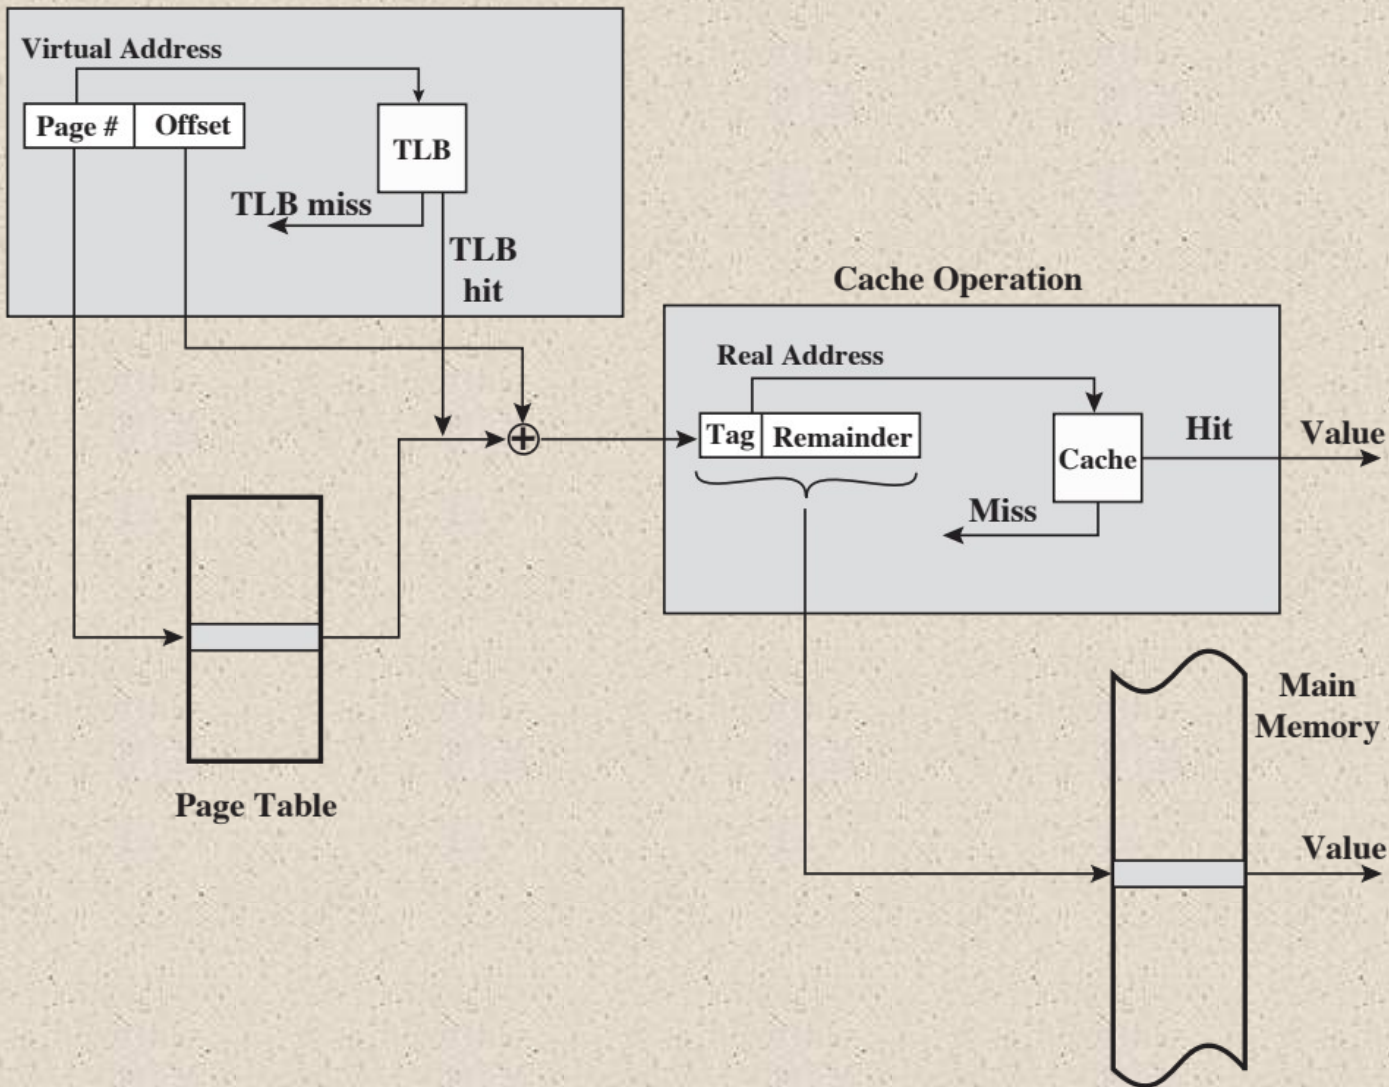 Virtual Address
Page #
Offset
TLB
TLB miss
TLB
hit
Cache Operation
Real Address
Tag
Remainder
Cache
Hit
Value
Miss
Page Table
Main
Memory
Value